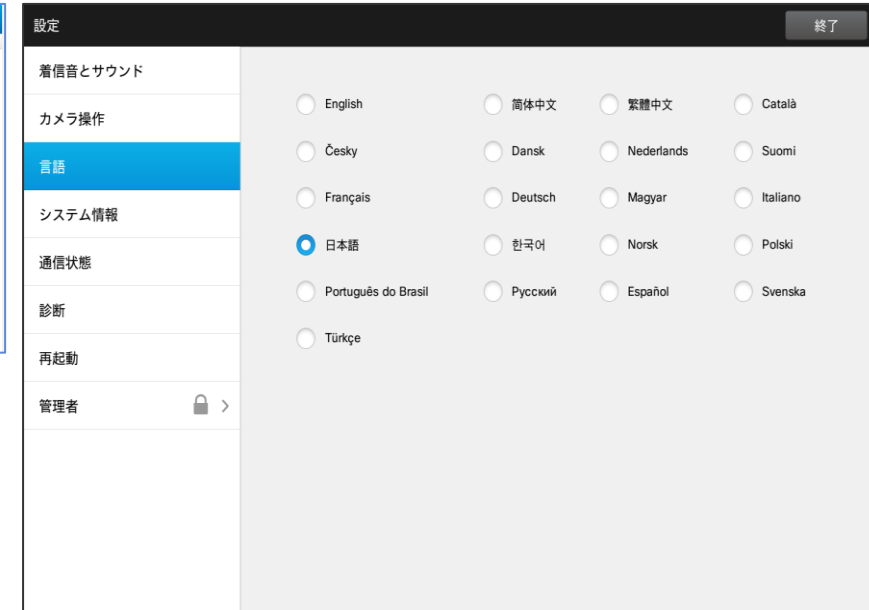 設定 終了
着信音とサウンド
カメラ操作
言語
システム情報
通信状態
診断
再起動
管理者
English 简体中文 繁體中文 Català
Česky Dansk Nederlands Suomi
Français Deutsch Magyar Italiano
日本語 한국어 Norsk Polski
Português do Brasil Русский Español Svenska
Türkçe